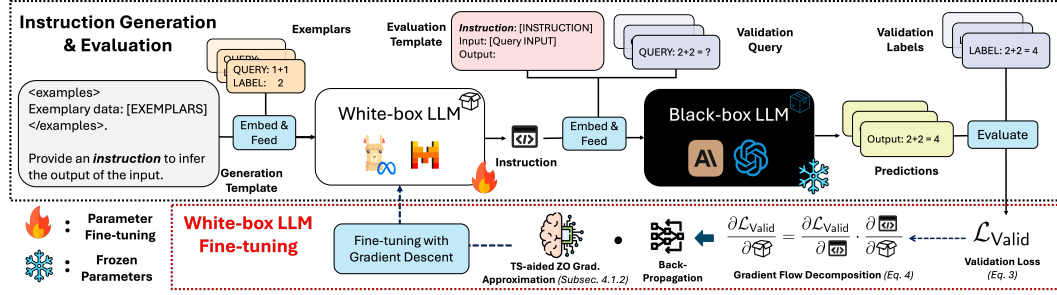 Instruction Generation
& Evaluation
Exemplars
QUERY:
QUERY: 1+1
LABEL: 2
<examples>
Exemplary data: [EXEMPLARS]
</examples>.
Provide an instruction to infer
the output of the input.
Generation
Template
Embed &
Feed
White-box LLM
Instruction
Evaluation
Template
Instruction: [INSTRUCTION]
Input: [Query INPUT]
Output:
QUERY: 2+2 = ?
Validation
Query
Embed &
Feed
Black-box LLM
Validation
Labels
LABEL: 2+2 = 4
Output: 2+2 = 4
Predictions
Evaluate
Parameter
Fine-tuning
Frozen
Parameters
White-box LLM
Fine-tuning
Fine-tuning with
Gradient Descent
TS-aided ZO Grad.
Approximation (Subsec. 4.1.2)
Back-
Propagation
∂ℒ_Valid / ∂ = ∂ℒ_Valid / ∂ · ∂ / ∂
Gradient Flow Decomposition (Eq. 4)
ℒ_Valid
Validation Loss
(Eq. 3)